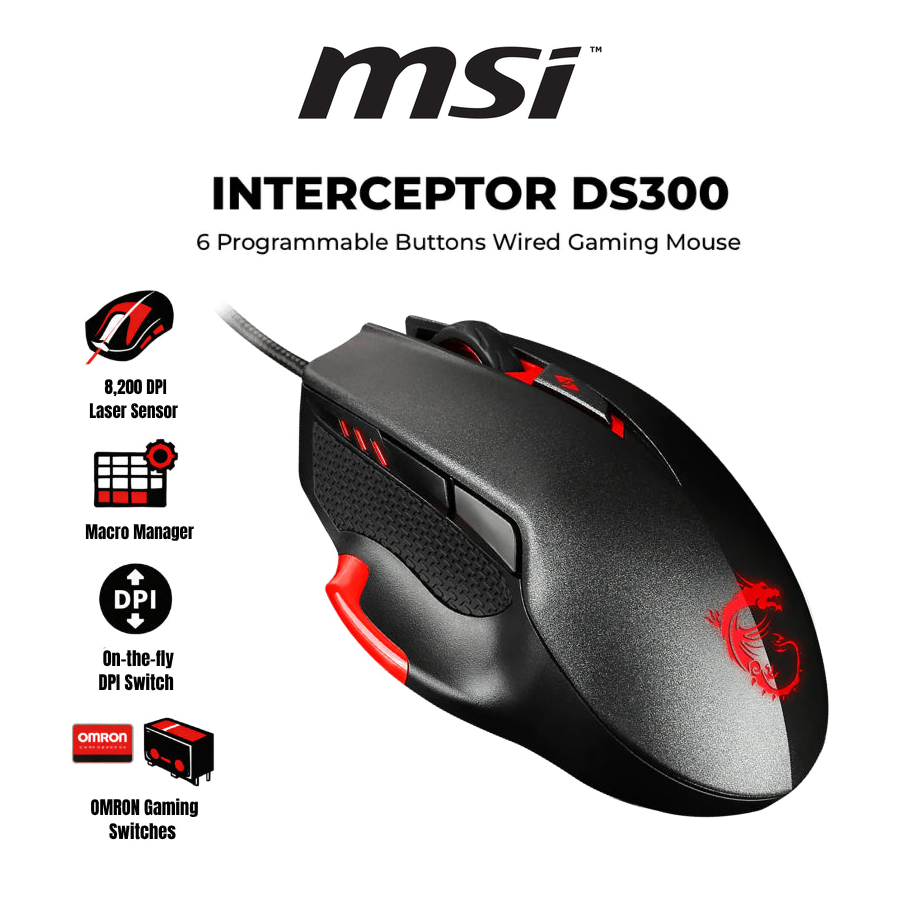 msi™
INTERCEPTOR DS300
6 Programmable Buttons Wired Gaming Mouse
8,200 DPI
Laser Sensor
Macro Manager
DPI
On-the-fly
DPI Switch
OMRON
OMRON Gaming
Switches